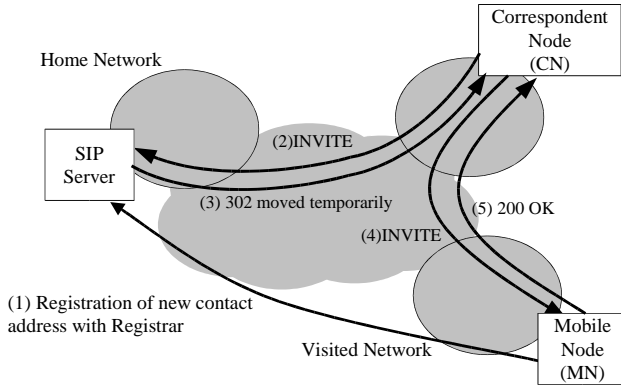 Correspondent
Node
(CN)
Home Network
(2)INVITE
SIP
Server
(3) 302 moved temporarily
(5) 200 OK
(4)INVITE
(1) Registration of new contact
address with Registrar
Visited Network
Mobile
Node
(MN)